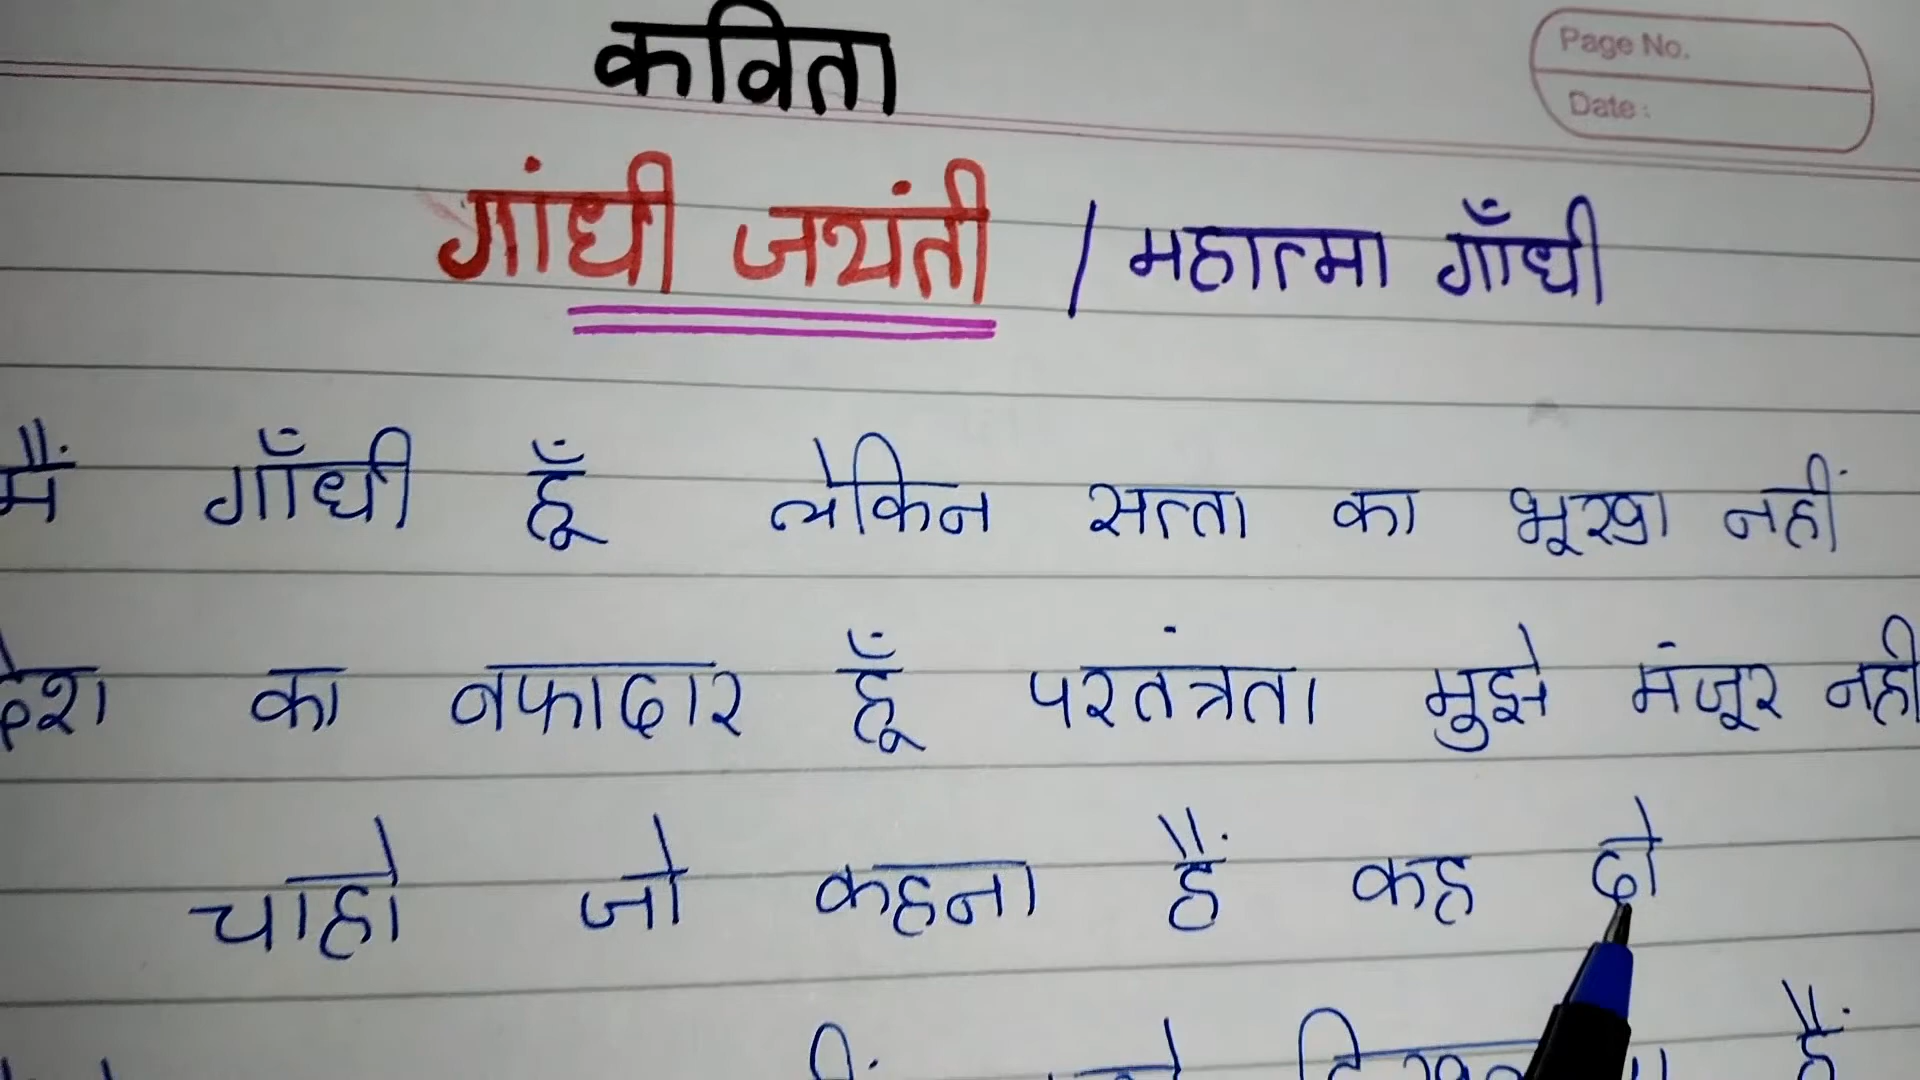 कविता
Page No.
Date :
गांधी जयंती / महात्मा गाँधी
मैं गाँधी हूँ लेकिन सत्ता का भूखा नहीं
देश का वफादार हूँ परतंत्रता मुझे मंजूर नही
चाहो जो कहना हैं कह दो
हैं